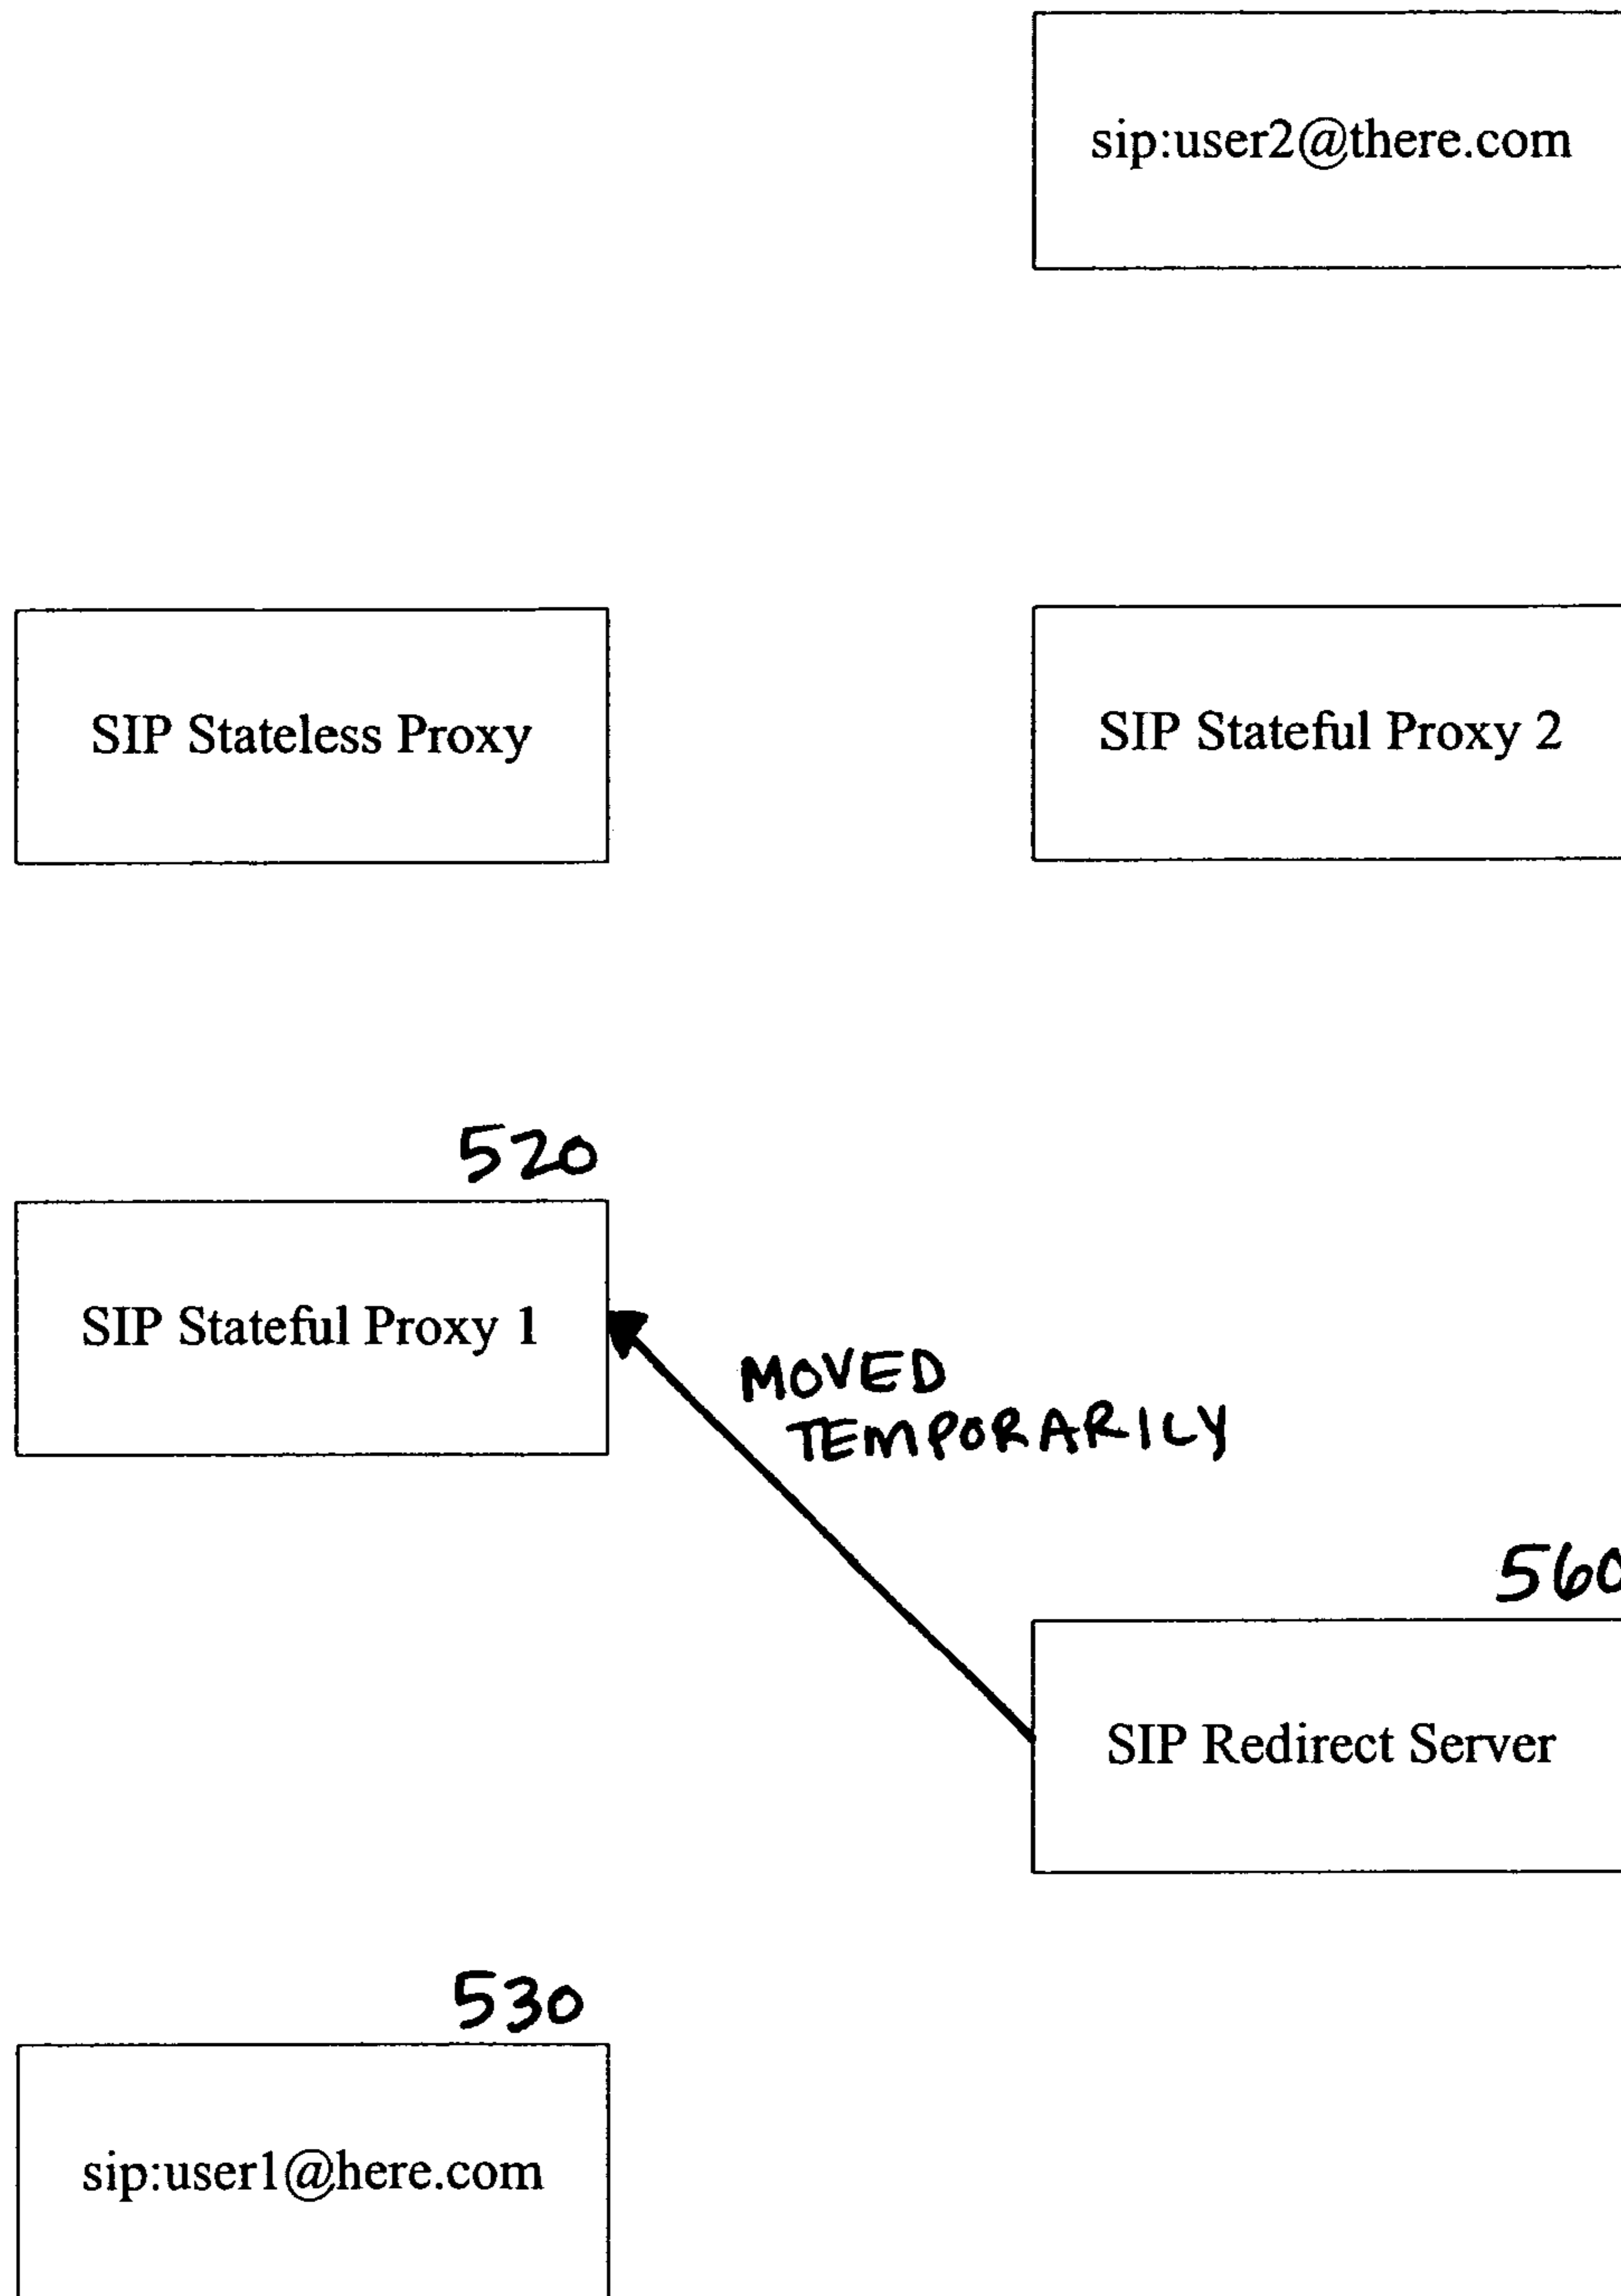 sip:user2@there.com
SIP Stateless Proxy
SIP Stateful Proxy 2
520
SIP Stateful Proxy 1
MOVED
TEMPORARILY
560
SIP Redirect Server
530
sip:user1@here.com